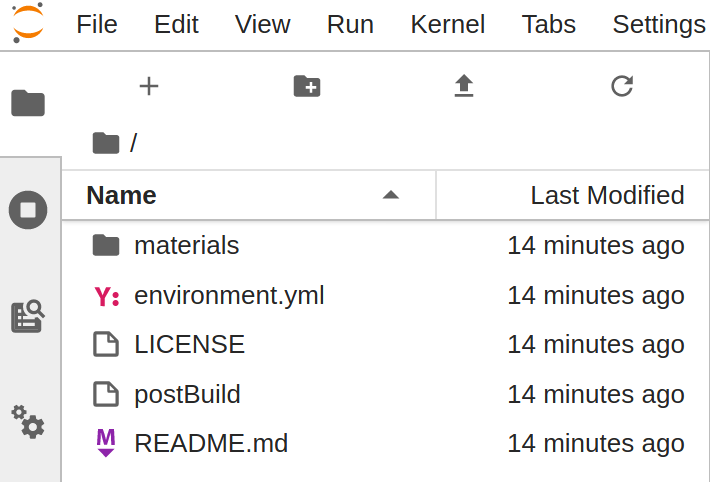 File Edit View Run Kernel Tabs Settings
/
Name Last Modified
materials 14 minutes ago
Y: environment.yml 14 minutes ago
LICENSE 14 minutes ago
postBuild 14 minutes ago
M README.md 14 minutes ago